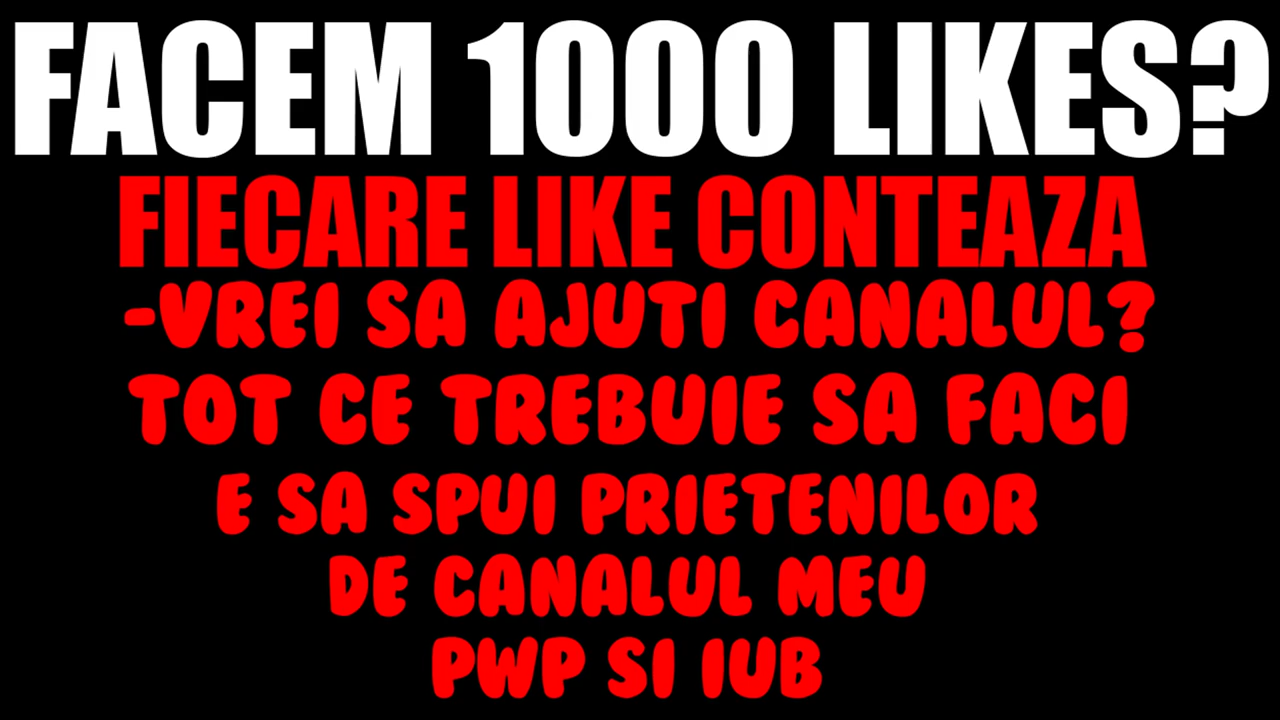 FACEM 1000 LIKES?
FIECARE LIKE CONTEAZA
-VREI SA AJUTI CANALUL?
TOT CE TREBUIE SA FACI
E SA SPUI PRIETENILOR
DE CANALUL MEU
PWP SI IUB